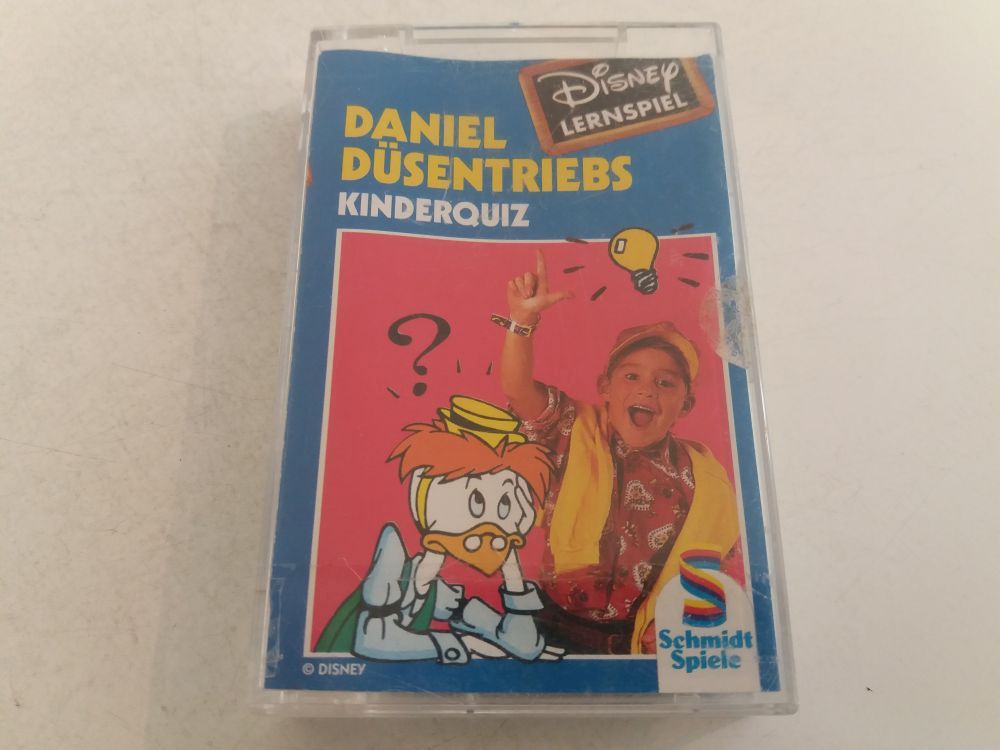 DISNEY
LERNSPIEL
DANIEL
DÜSENTRIEBS
KINDERQUIZ
?
Schmidt
Spiele
© DISNEY